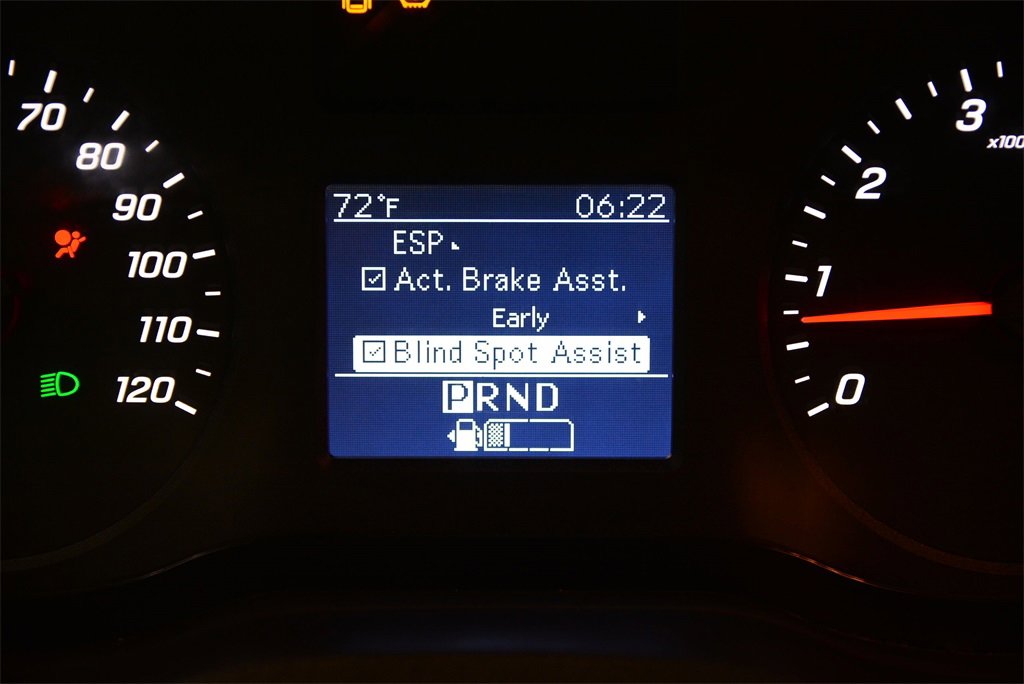 70
80
90
100
110
120
72°F 06:22
ESP
Act. Brake Asst.
Early
Blind Spot Assist
PRND
3
x100
2
1
0